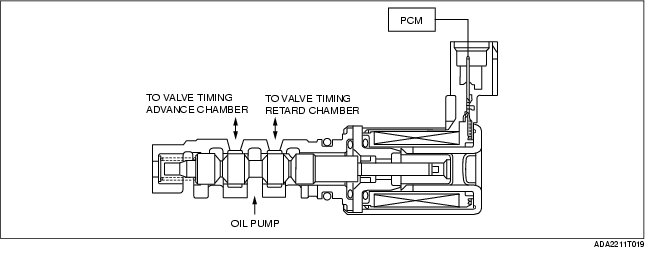 PCM
TO VALVE TIMING
ADVANCE CHAMBER
TO VALVE TIMING
RETARD CHAMBER
OIL PUMP
ADA2211T019